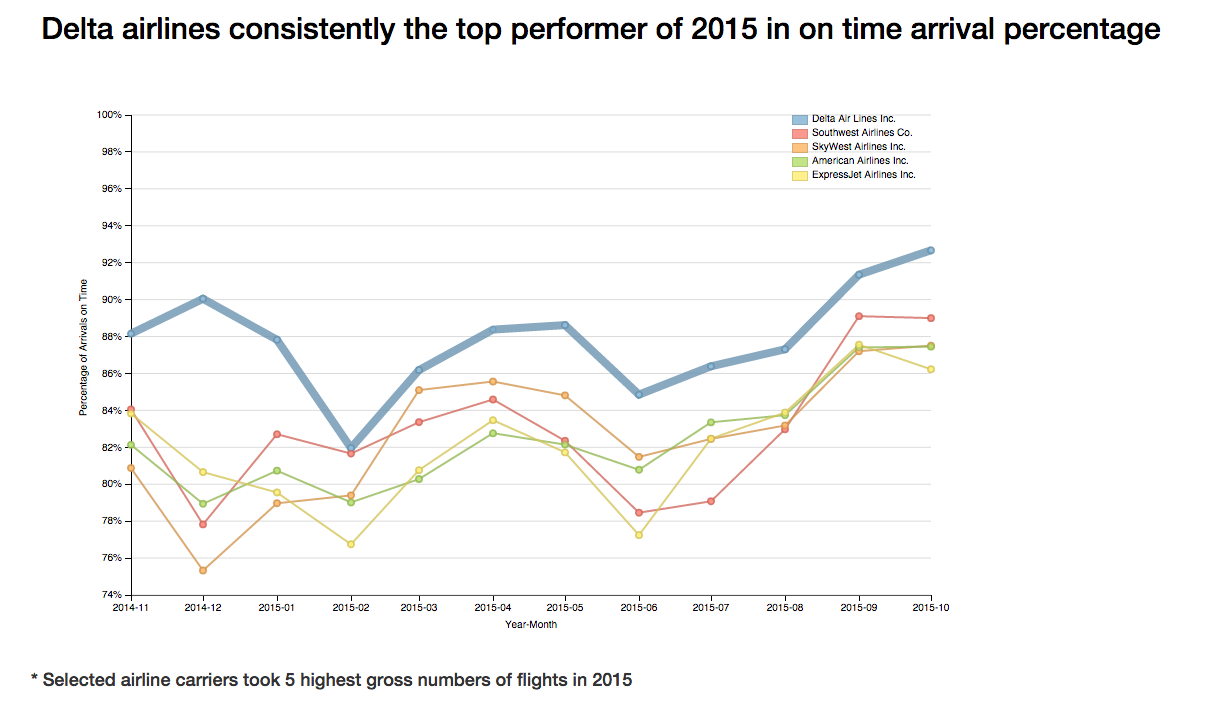 Delta airlines consistently the top performer of 2015 in on time arrival percentage
100%
98%
96%
94%
92%
90%
88%
86%
84%
82%
80%
78%
76%
74%
Percentage of Arrivals on Time
Delta Air Lines Inc.
Southwest Airlines Co.
SkyWest Airlines Inc.
American Airlines Inc.
ExpressJet Airlines Inc.
2014-11 2014-12 2015-01 2015-02 2015-03 2015-04 2015-05 2015-06 2015-07 2015-08 2015-09 2015-10
Year-Month
* Selected airline carriers took 5 highest gross numbers of flights in 2015